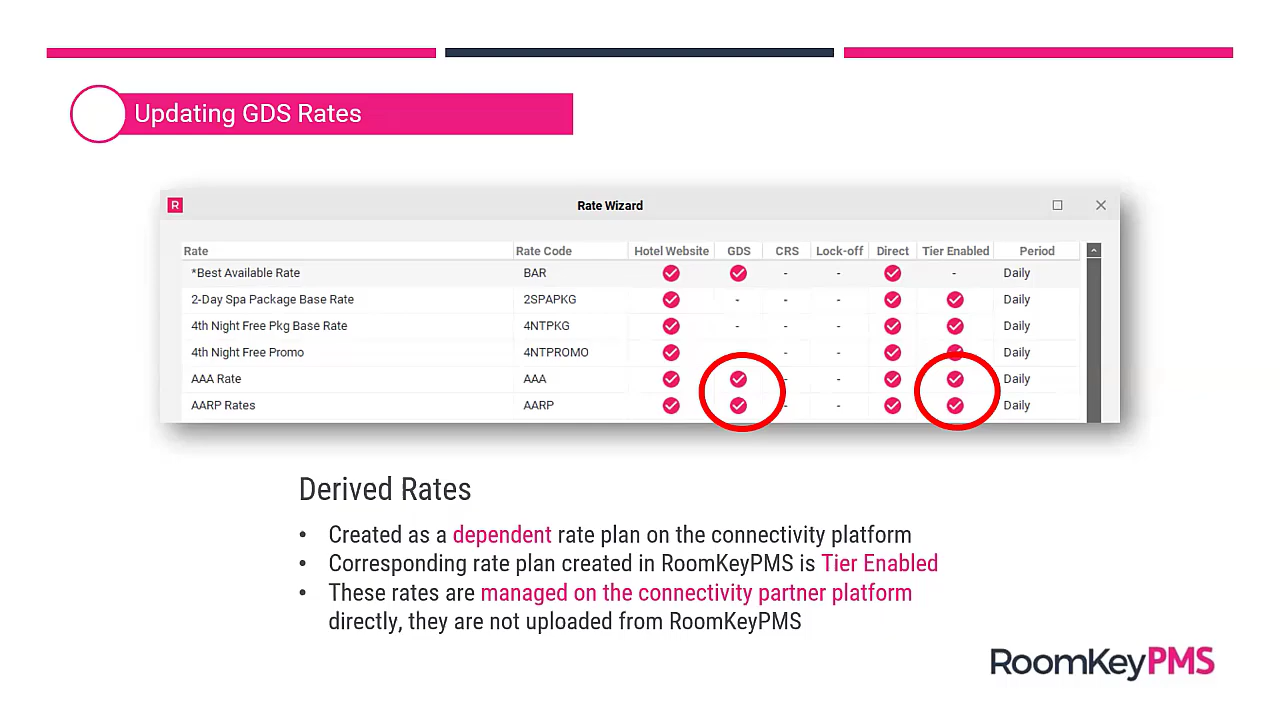 Updating GDS Rates
R Rate Wizard
Rate Rate Code Hotel Website GDS CRS Lock-off Direct Tier Enabled Period
*Best Available Rate BAR - - - Daily
2-Day Spa Package Base Rate 2SPAPKG - - - Daily
4th Night Free Pkg Base Rate 4NTPKG - - - Daily
4th Night Free Promo 4NTPROMO - - Daily
AAA Rate AAA - - Daily
AARP Rates AARP - - Daily
Derived Rates
• Created as a dependent rate plan on the connectivity platform
• Corresponding rate plan created in RoomKeyPMS is Tier Enabled
• These rates are managed on the connectivity partner platform
directly, they are not uploaded from RoomKeyPMS
RoomKeyPMS